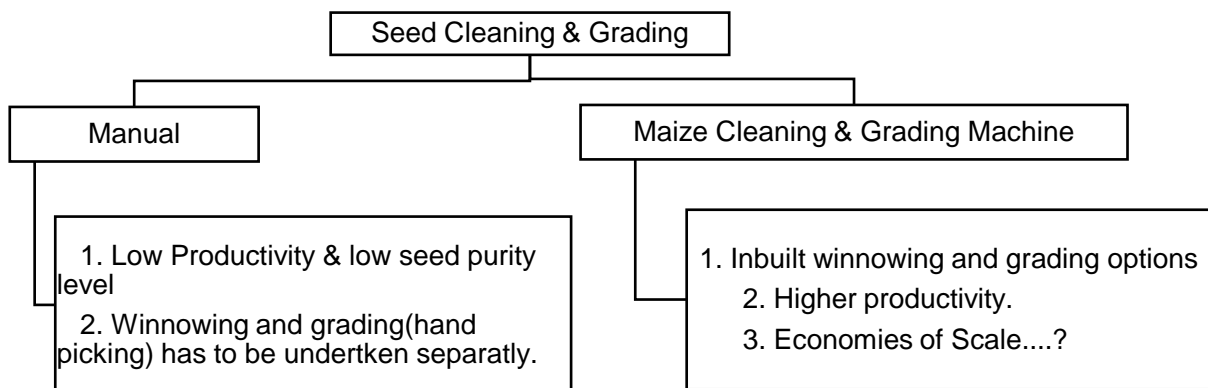 Seed Cleaning & Grading
Manual
Maize Cleaning & Grading Machine
1. Low Productivity & low seed purity
level
2. Winnowing and grading(hand
picking) has to be undertken separatly.
1. Inbuilt winnowing and grading options
2. Higher productivity.
3. Economies of Scale....?